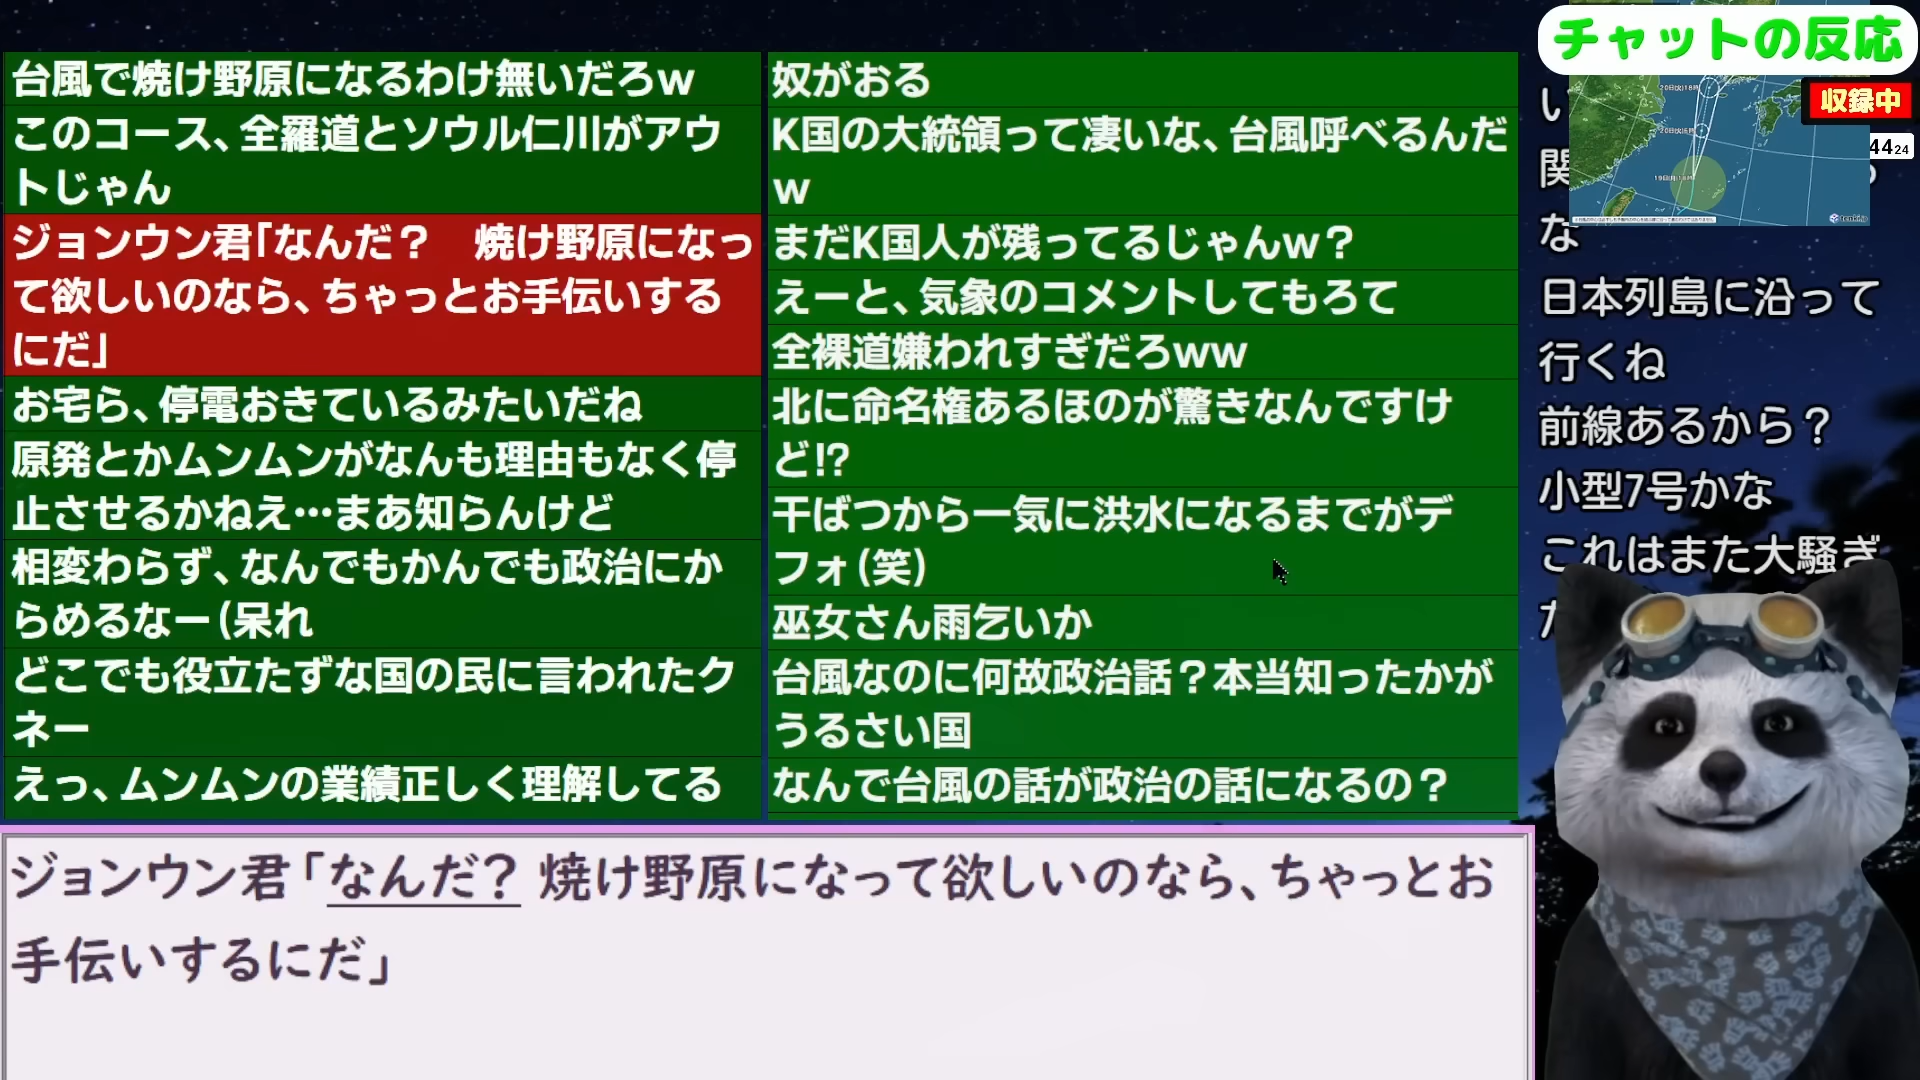 台風で焼け野原になるわけ無いだろw
このコース、全羅道とソウル仁川がアウ
トじゃん
ジョンウン君｢なんだ？　焼け野原になっ
て欲しいのなら、ちゃっとお手伝いする
にだ｣
お宅ら、停電おきているみたいだね
原発とかムンムンがなんも理由もなく停
止させるかねえ…まあ知らんけど
相変わらず、なんでもかんでも政治にか
らめるなー(呆れ
どこでも役立たずな国の民に言われたク
ネー
えっ、ムンムンの業績正しく理解してる
奴がおる
K国の大統領って凄いな、台風呼べるんだ
w
まだK国人が残ってるじゃんw？
えーと、気象のコメントしてもろて
全裸道嫌われすぎだろww
北に命名権あるほのが驚きなんですけ
ど!?
干ばつから一気に洪水になるまでがデ
フォ(笑)
巫女さん雨乞いか
台風なのに何故政治話？本当知ったかが
うるさい国
なんで台風の話が政治の話になるの？
チャットの反応
収録中
4424
tenki.jp
い
関
な
日本列島に沿って
行くね
前線あるから？
小型7号かな
これはまた大騒ぎ
ジョンウン君｢なんだ? 焼け野原になって欲しいのなら、ちゃっとお
手伝いするにだ｣